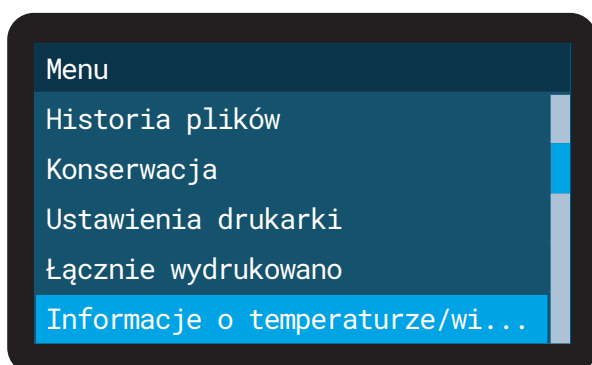 Menu
Historia plików
Konserwacja
Ustawienia drukarki
Łącznie wydrukowano
Informacje o temperaturze/wi...